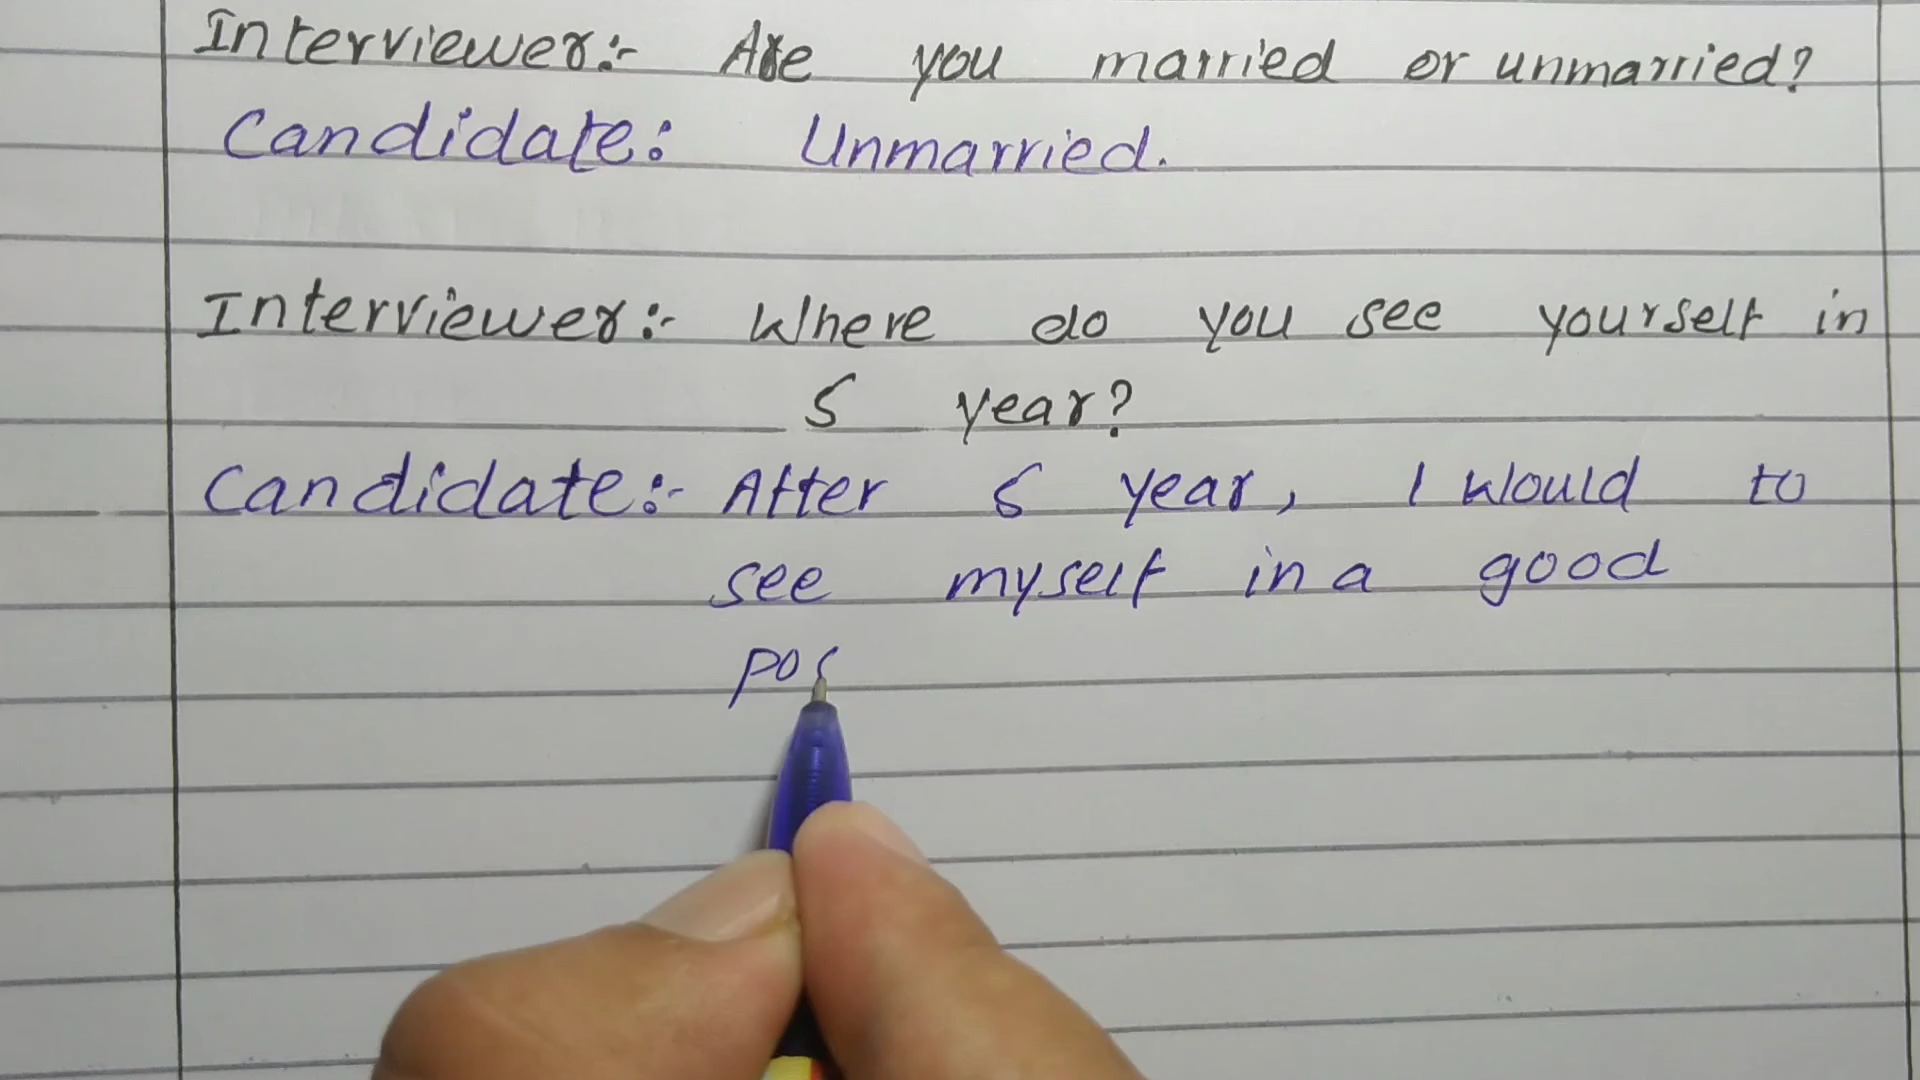 Interviewer:- Are you married or unmarried?
Candidate: Unmarried.
Interviewer:- Where do you see yourself in
5 year?
Candidate:- After 5 year, I would to
see myself in a good
pos